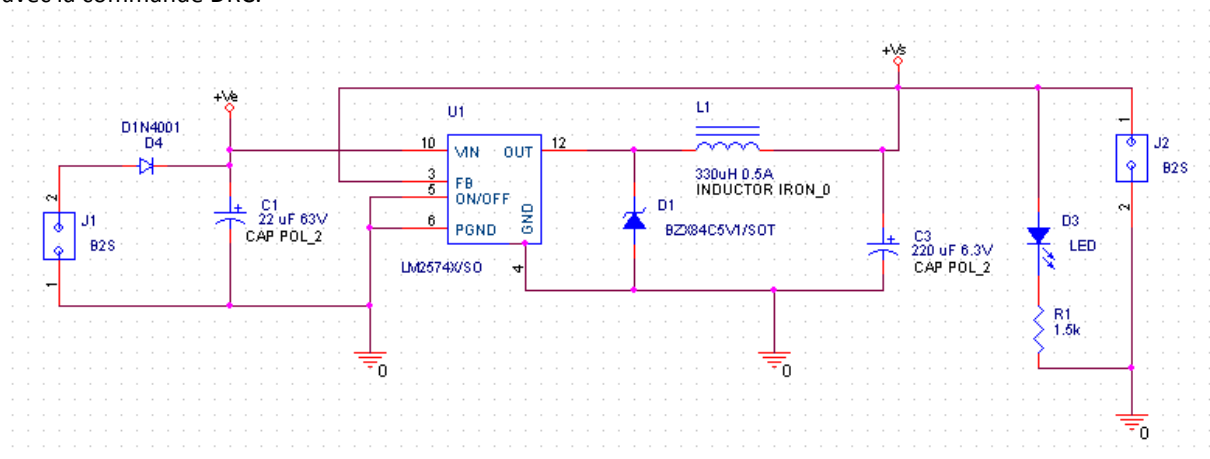 avec la commande DRC.
+Vs
+Ve
U1
L1
D1N4001
D4
10
VIN
OUT
12
1
J2
B2S
3
FB
5
ON/OFF
330uH 0.5A
INDUCTOR IRON_0
2
J1
B2S
C1
22 uF 63V
CAP POL_2
6
PGND
GND
D1
BZX84C5V1/SOT
2
D3
LED
C3
220 uF 6.3V
CAP POL_2
LM2574X/SO
4
1
R1
1.5k
0
0
0